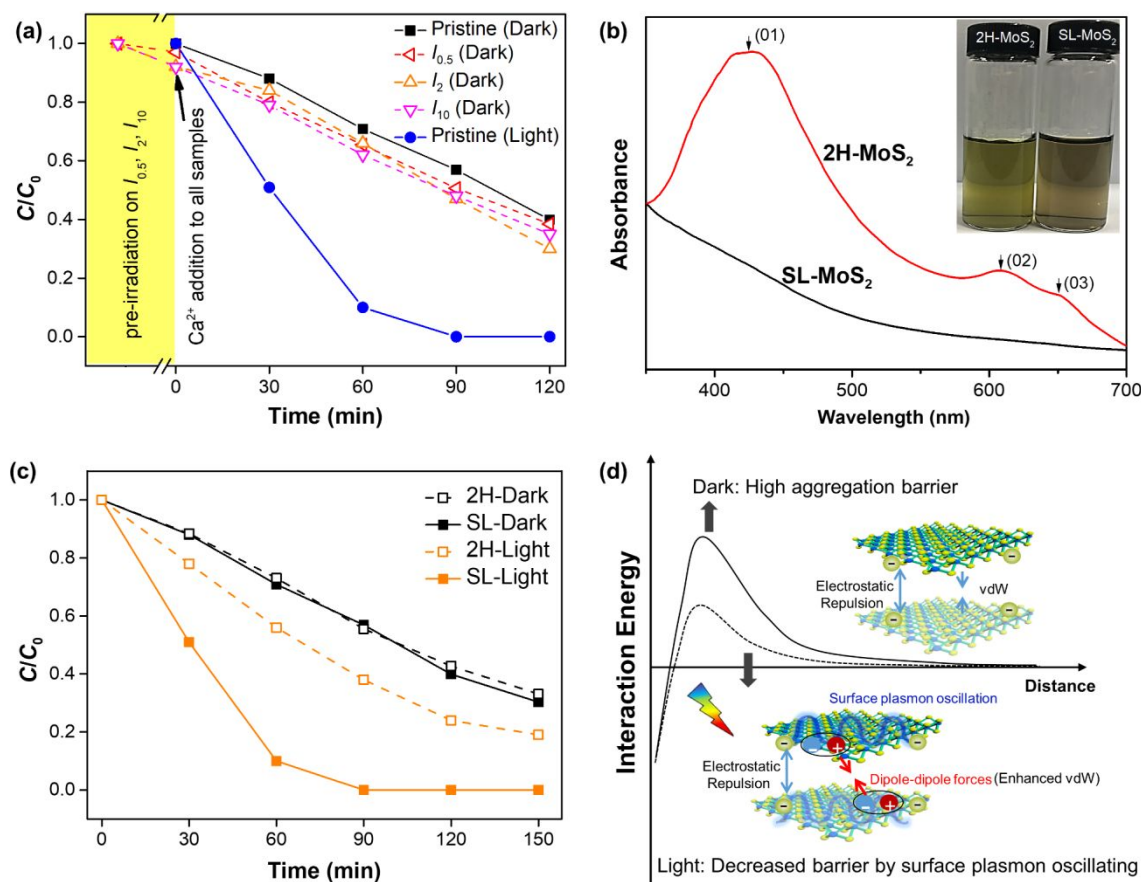 (a)
Pristine (Dark)
I0.5 (Dark)
I2 (Dark)
I10 (Dark)
Pristine (Light)
pre-irradiation on I0.5, I2, I10
Ca2+ addition to all samples
C/C0
1.0
0.8
0.6
0.4
0.2
0.0
0
30
60
90
120
Time (min)
(b)
(01)
2H-MoS2
SL-MoS2
2H-MoS2
(02)
(03)
SL-MoS2
Absorbance
400
500
600
700
Wavelength (nm)
(c)
2H-Dark
SL-Dark
2H-Light
SL-Light
C/C0
1.0
0.8
0.6
0.4
0.2
0.0
0
30
60
90
120
150
Time (min)
(d)
Dark: High aggregation barrier
Electrostatic
Repulsion
vdW
Interaction Energy
Distance
Surface plasmon oscillation
Electrostatic
Repulsion
Dipole-dipole forces (Enhanced vdW)
Light: Decreased barrier by surface plasmon oscillating